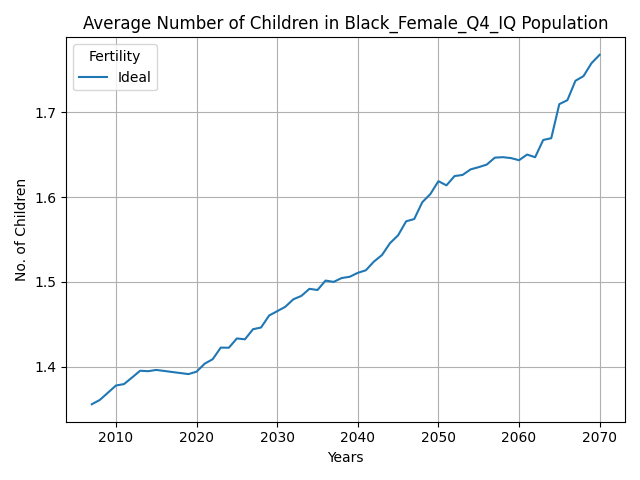 Average Number of Children in Black_Female_Q4_IQ Population
Fertility
Ideal
No. of Children
1.7
1.6
1.5
1.4
2010 2020 2030 2040 2050 2060 2070
Years